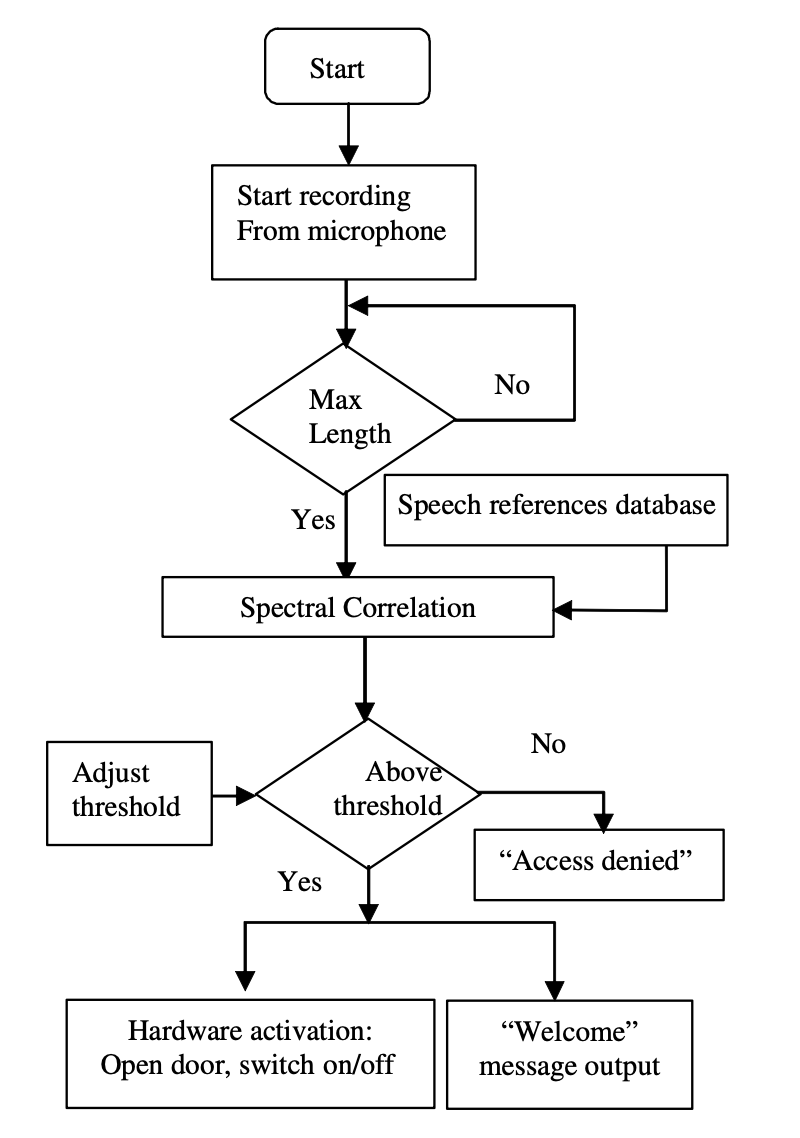 Start
Start recording
From microphone
Max
Length
No
Yes
Speech references database
Spectral Correlation
Adjust
threshold
Above
threshold
No
“Access denied”
Yes
Hardware activation:
Open door, switch on/off
“Welcome”
message output